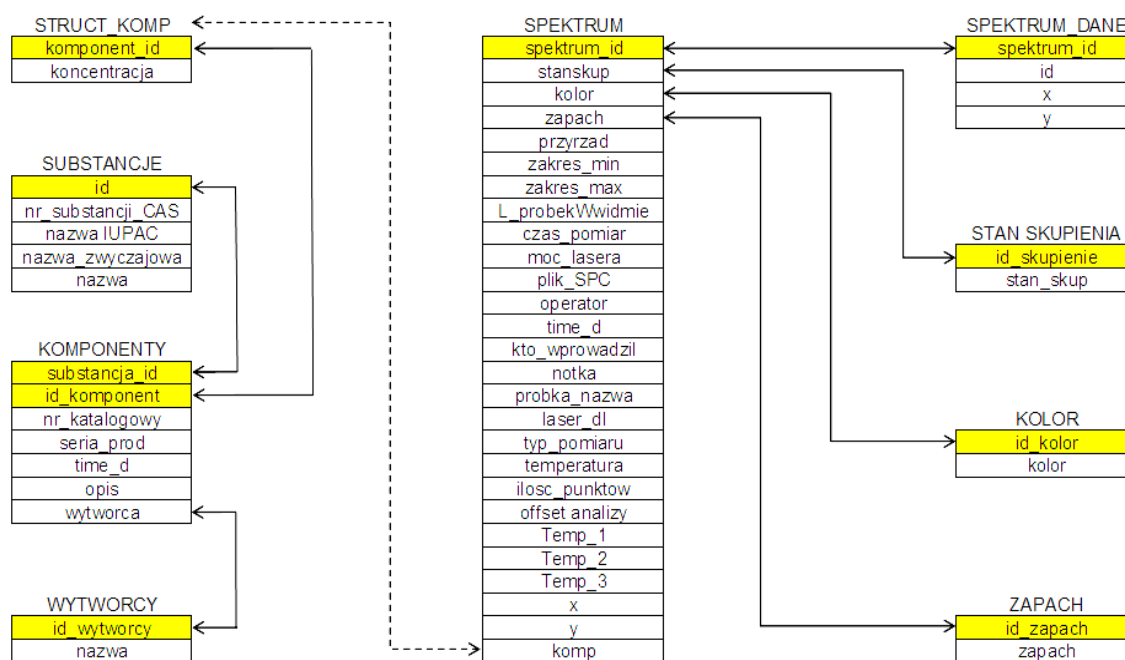 STRUCT_KOMP
komponent_id
koncentracja
SUBSTANCJE
id
nr_substancji_CAS
nazwa IUPAC
nazwa_zwyczajowa
nazwa
KOMPONENTY
substancja_id
id_komponent
nr_katalogowy
seria_prod
time_d
opis
wytworca
WYTWORCY
id_wytworcy
nazwa
SPEKTRUM
spektrum_id
stanskup
kolor
zapach
przyrzad
zakres_min
zakres_max
L_probekWwidmie
czas_pomiar
moc_lasera
plik_SPC
operator
time_d
kto_wprowadzil
notka
probka_nazwa
laser_dl
typ_pomiaru
temperatura
ilosc_punktow
offset analizy
Temp_1
Temp_2
Temp_3
x
y
komp
SPEKTRUM_DANE
spektrum_id
id
x
y
STAN SKUPIENIA
id_skupienie
stan_skup
KOLOR
id_kolor
kolor
ZAPACH
id_zapach
zapach